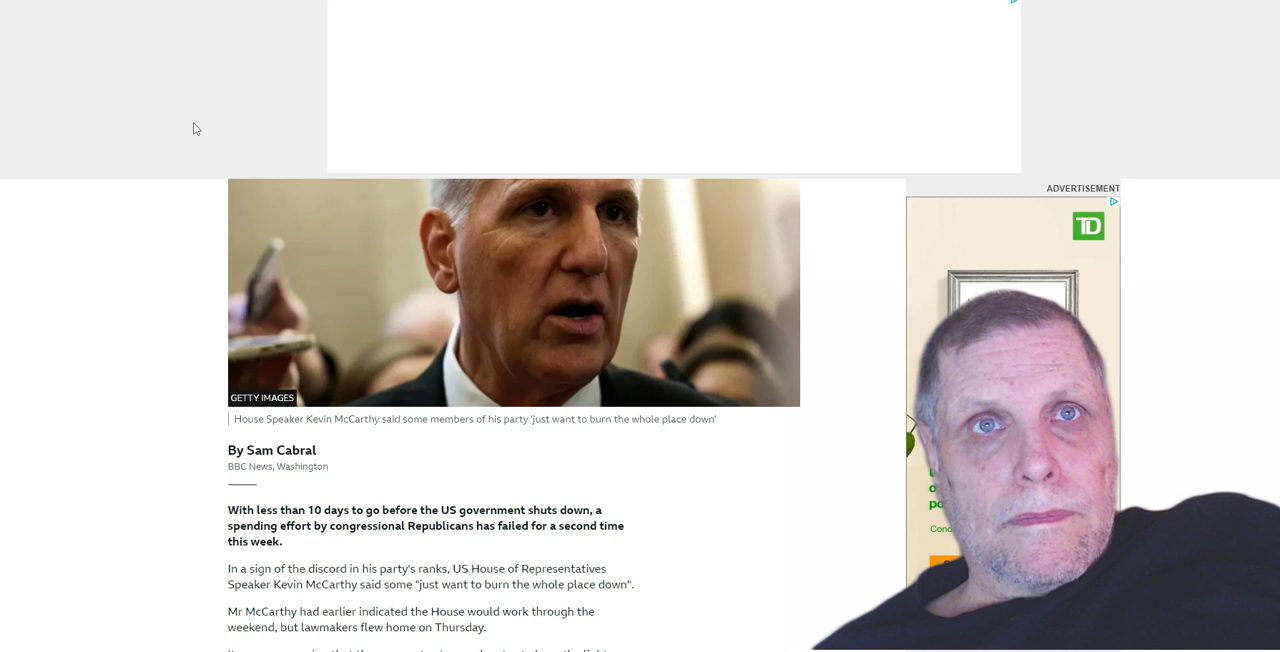 ADVERTISEMENT
TD
GETTY IMAGES
House Speaker Kevin McCarthy said some members of his party 'just want to burn the whole place down'
By Sam Cabral
BBC News, Washington
With less than 10 days to go before the US government shuts down, a
spending effort by congressional Republicans has failed for a second time
this week.
In a sign of the discord in his party's ranks, US House of Representatives
Speaker Kevin McCarthy said some "just want to burn the whole place down".
Mr McCarthy had earlier indicated the House would work through the
weekend, but lawmakers flew home on Thursday.